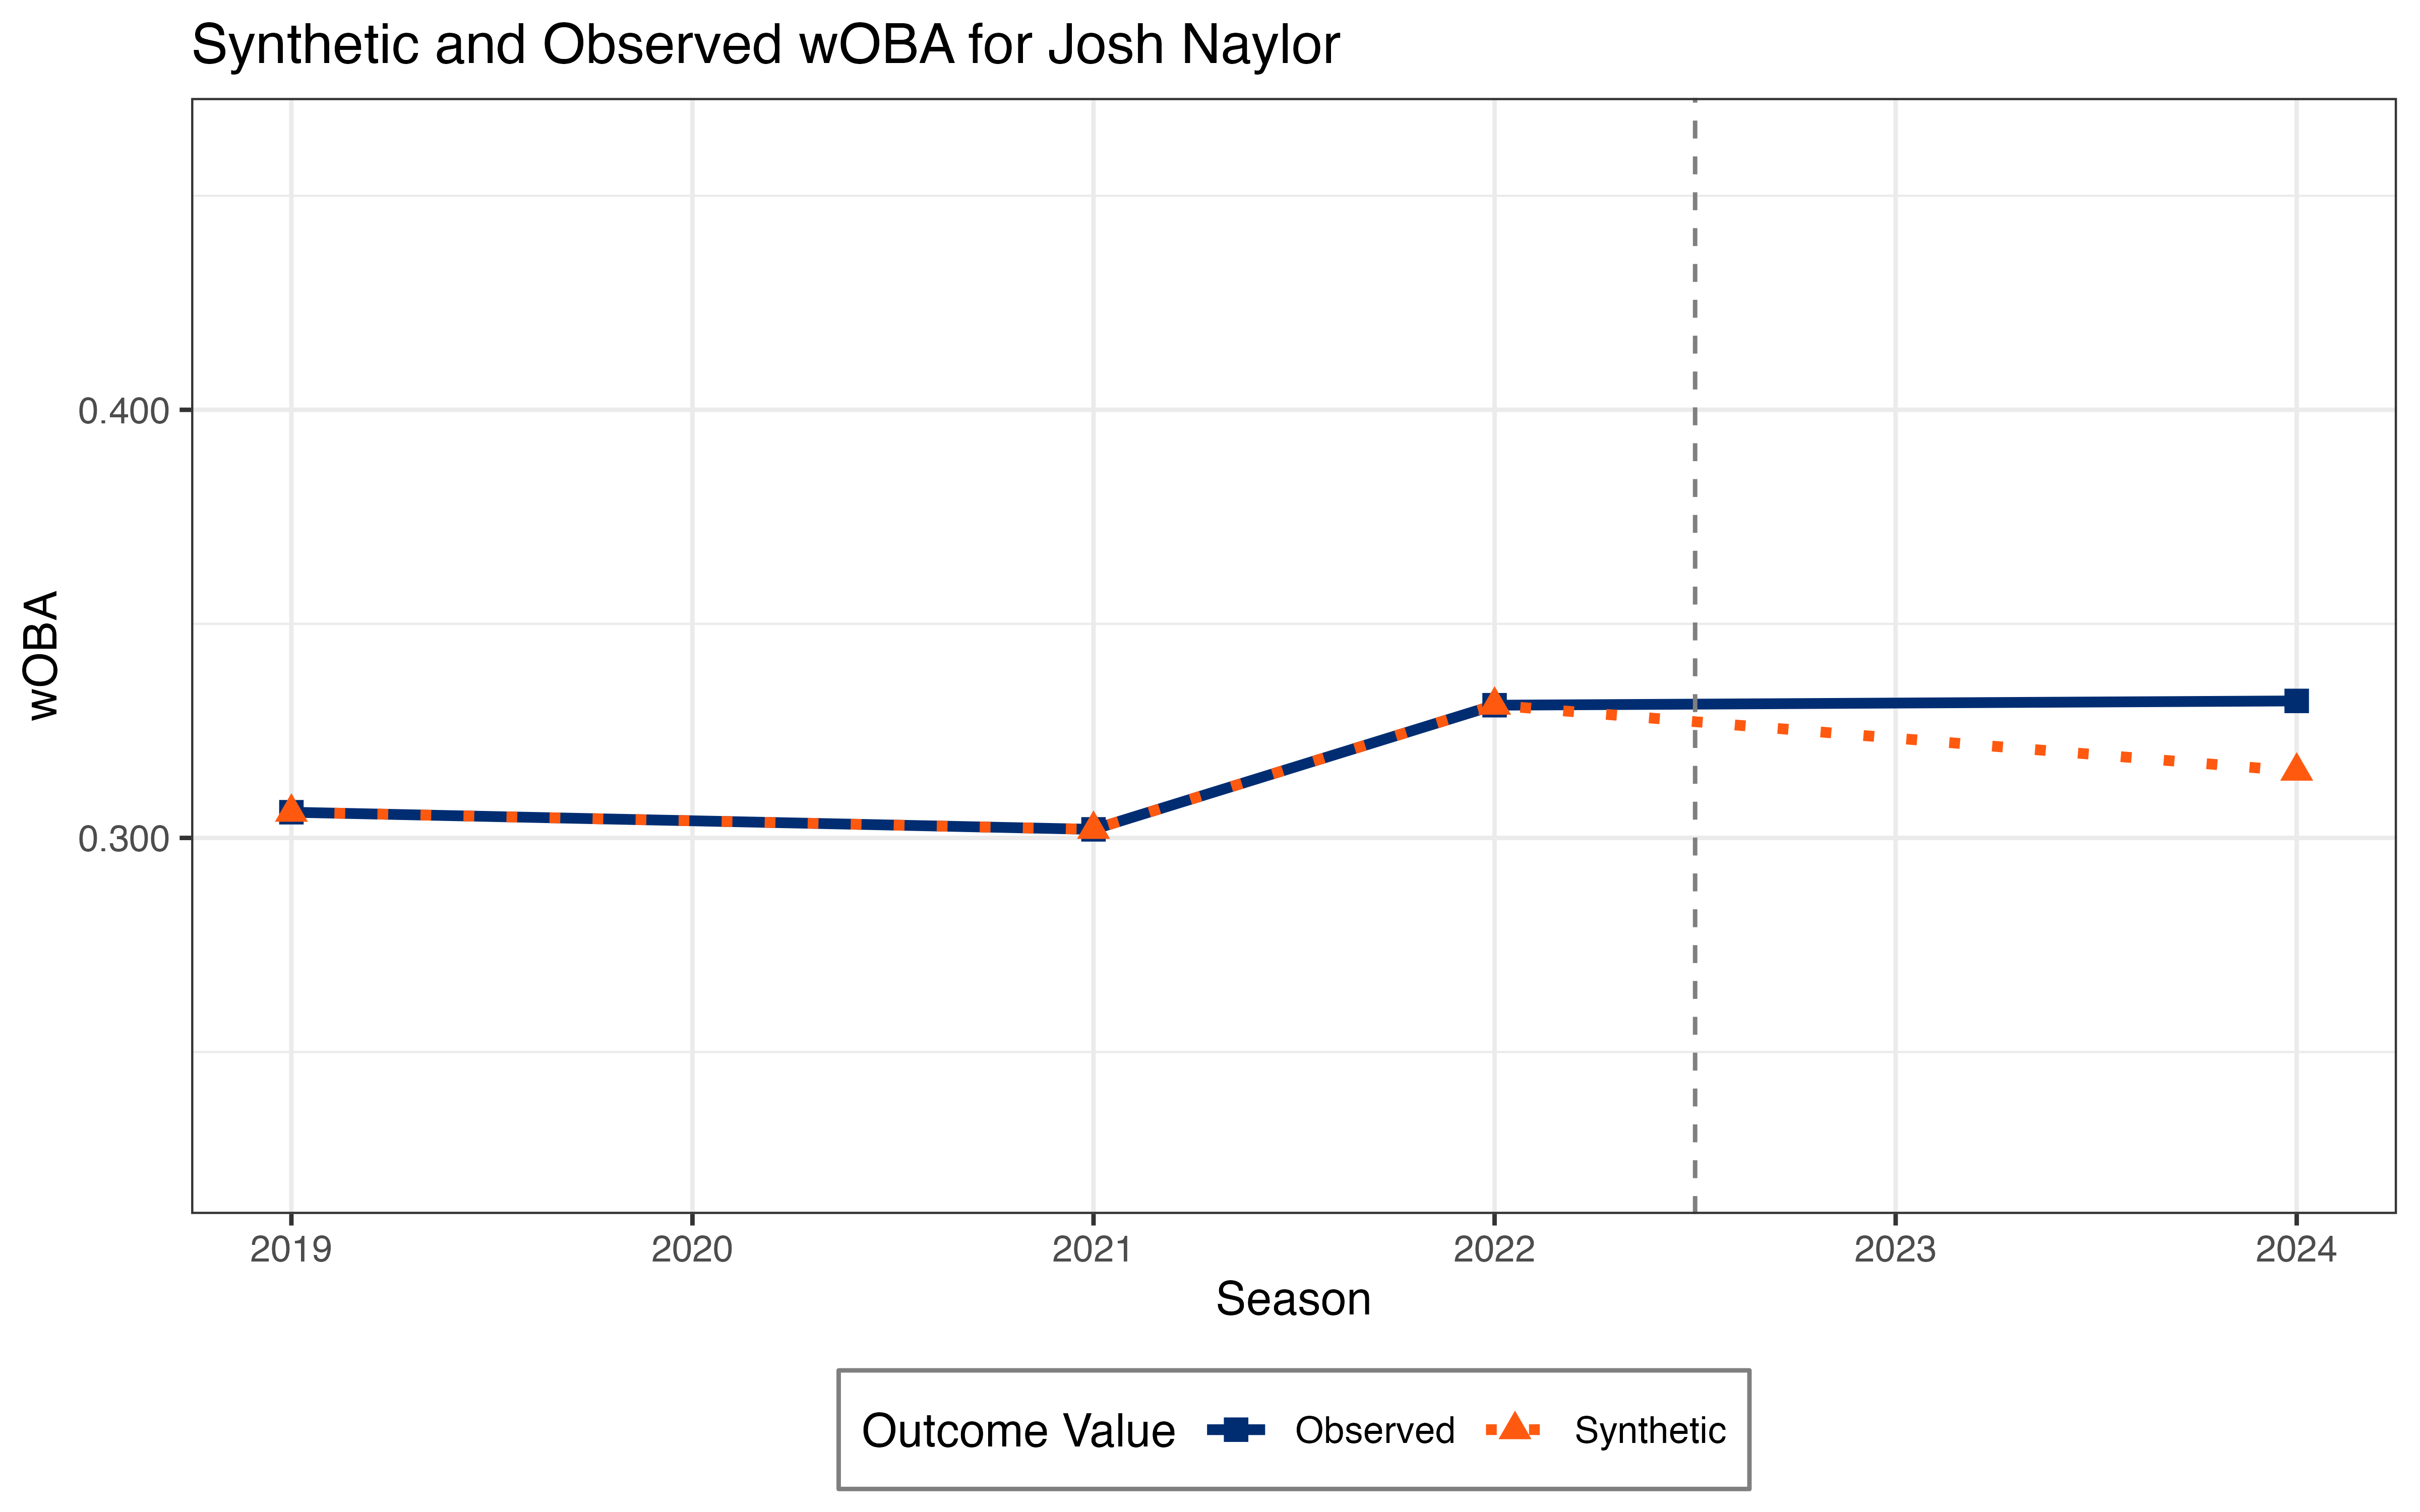 Synthetic and Observed wOBA for Josh Naylor
wOBA
0.400
0.300
2019 2020 2021 2022 2023 2024
Season
Outcome Value Observed Synthetic